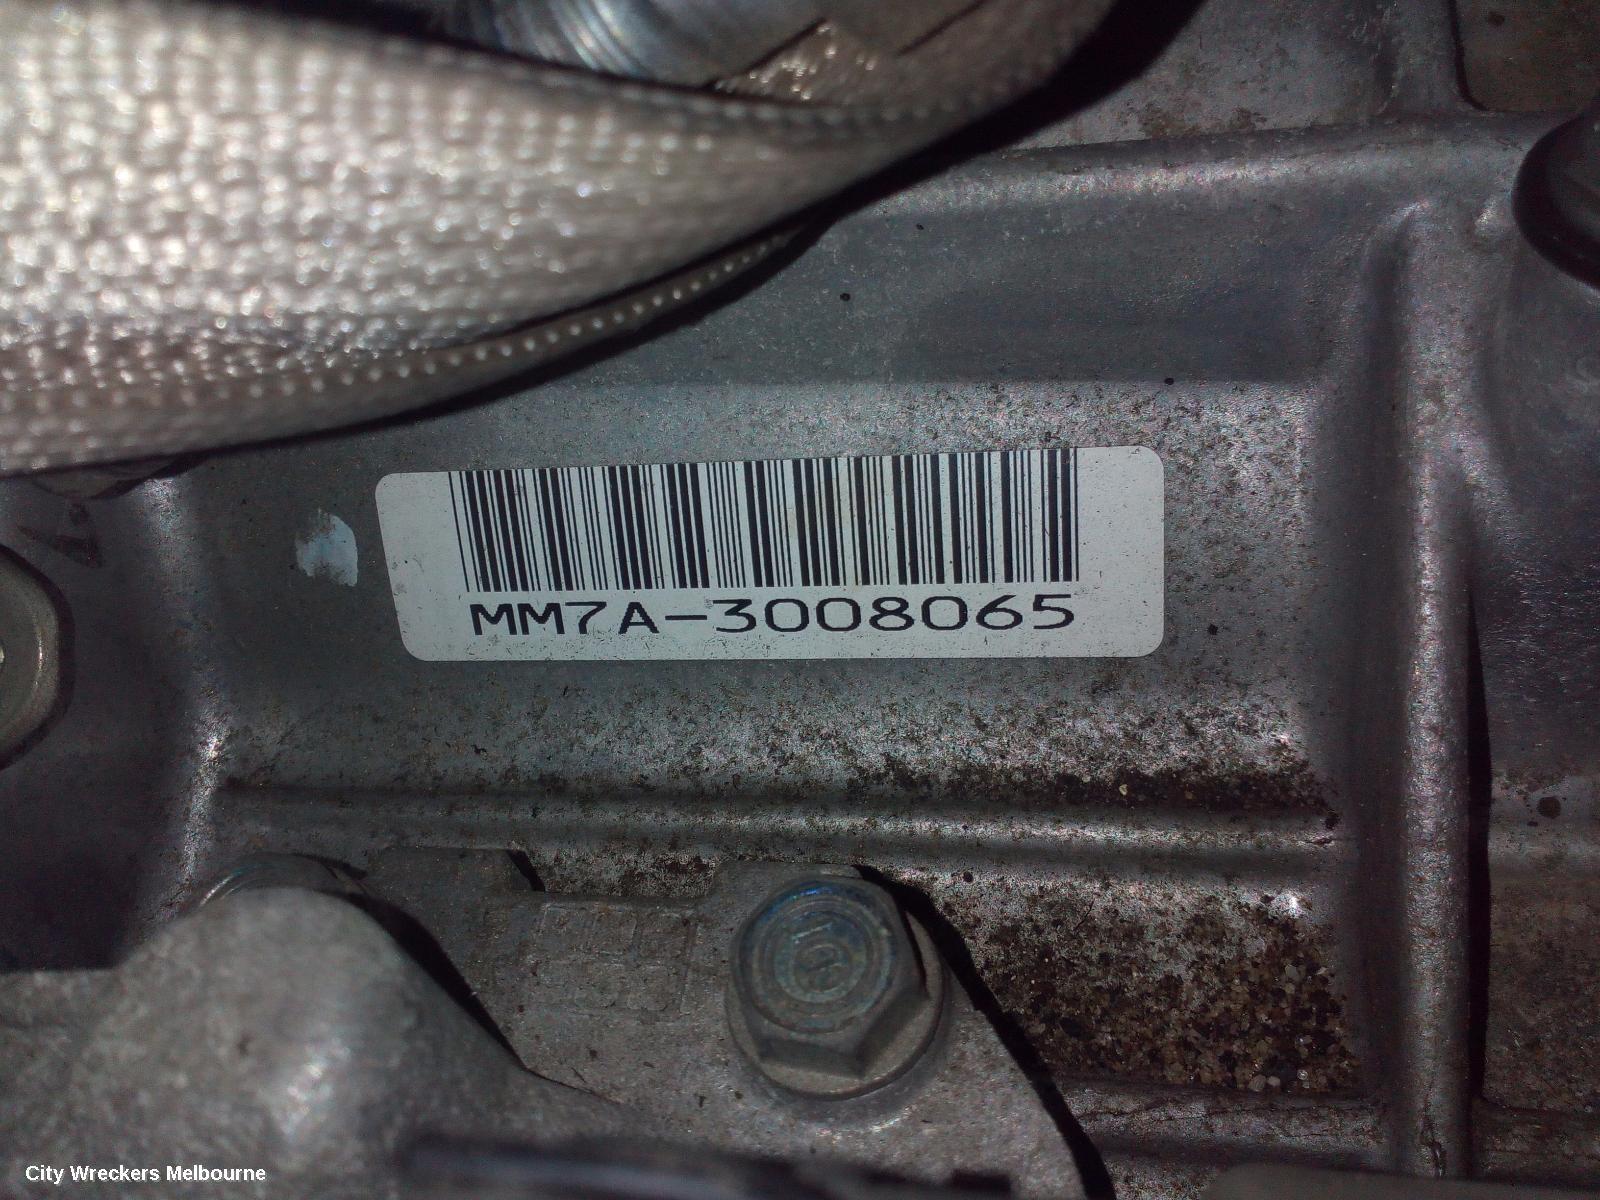 MM7A-3008065
City Wreckers Melbourne